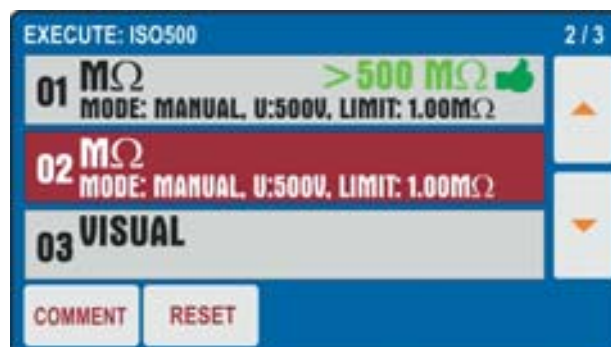 EXECUTE: ISO500 2/3
01 MΩ >500 MΩ
MODE: MANUAL, U:500V, LIMIT: 1.00MΩ
02 MΩ
MODE: MANUAL, U:500V, LIMIT: 1.00MΩ
03 VISUAL
COMMENT RESET